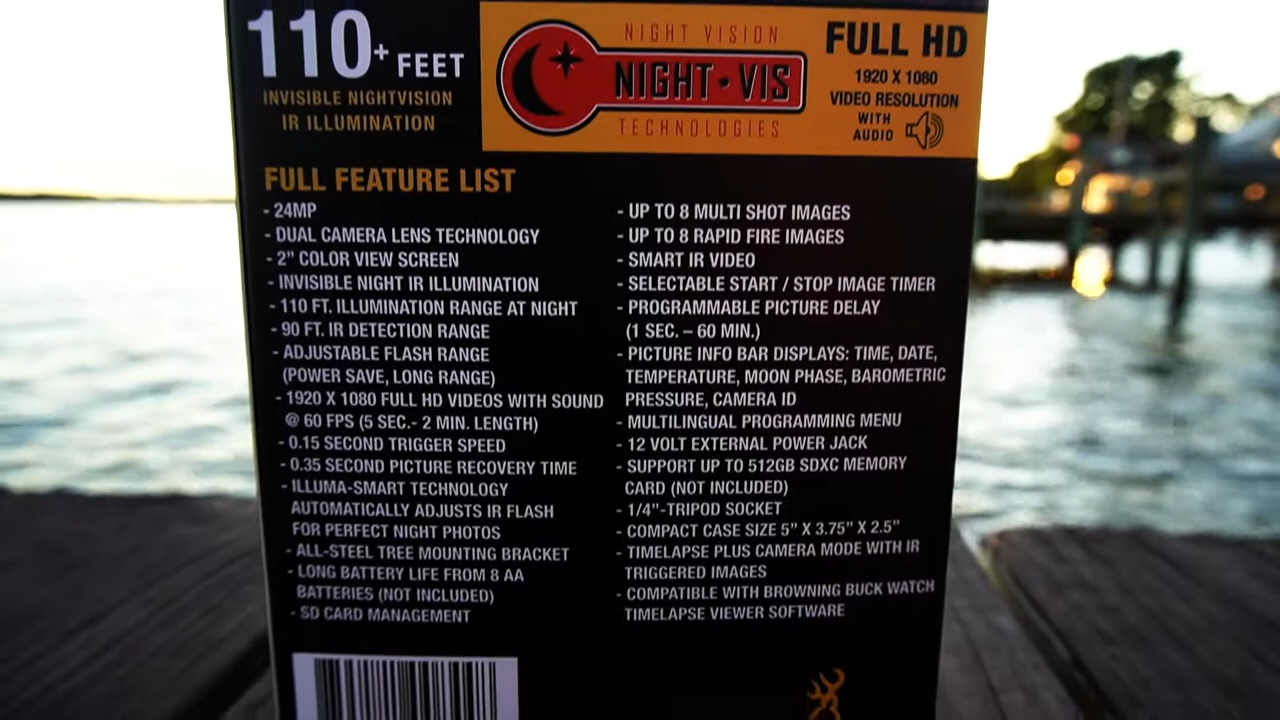 110+ FEET
INVISIBLE NIGHTVISION
IR ILLUMINATION
NIGHT VISION
NIGHT • VIS
TECHNOLOGIES
FULL HD
1920 X 1080
VIDEO RESOLUTION
WITH
AUDIO
FULL FEATURE LIST
- 24MP
- DUAL CAMERA LENS TECHNOLOGY
- 2" COLOR VIEW SCREEN
- INVISIBLE NIGHT IR ILLUMINATION
- 110 FT. ILLUMINATION RANGE AT NIGHT
- 90 FT. IR DETECTION RANGE
- ADJUSTABLE FLASH RANGE
(POWER SAVE, LONG RANGE)
- 1920 X 1080 FULL HD VIDEOS WITH SOUND
@ 60 FPS (5 SEC.- 2 MIN. LENGTH)
- 0.15 SECOND TRIGGER SPEED
- 0.35 SECOND PICTURE RECOVERY TIME
- ILLUMA-SMART TECHNOLOGY
AUTOMATICALLY ADJUSTS IR FLASH
FOR PERFECT NIGHT PHOTOS
- ALL-STEEL TREE MOUNTING BRACKET
- LONG BATTERY LIFE FROM 8 AA
BATTERIES (NOT INCLUDED)
- SD CARD MANAGEMENT
- UP TO 8 MULTI SHOT IMAGES
- UP TO 8 RAPID FIRE IMAGES
- SMART IR VIDEO
- SELECTABLE START / STOP IMAGE TIMER
- PROGRAMMABLE PICTURE DELAY
(1 SEC. – 60 MIN.)
- PICTURE INFO BAR DISPLAYS: TIME, DATE,
TEMPERATURE, MOON PHASE, BAROMETRIC
PRESSURE, CAMERA ID
- MULTILINGUAL PROGRAMMING MENU
- 12 VOLT EXTERNAL POWER JACK
- SUPPORT UP TO 512GB SDXC MEMORY
CARD (NOT INCLUDED)
- 1/4"-TRIPOD SOCKET
- COMPACT CASE SIZE 5" X 3.75" X 2.5"
- TIMELAPSE PLUS CAMERA MODE WITH IR
TRIGGERED IMAGES
- COMPATIBLE WITH BROWNING BUCK WATCH
TIMELAPSE VIEWER SOFTWARE